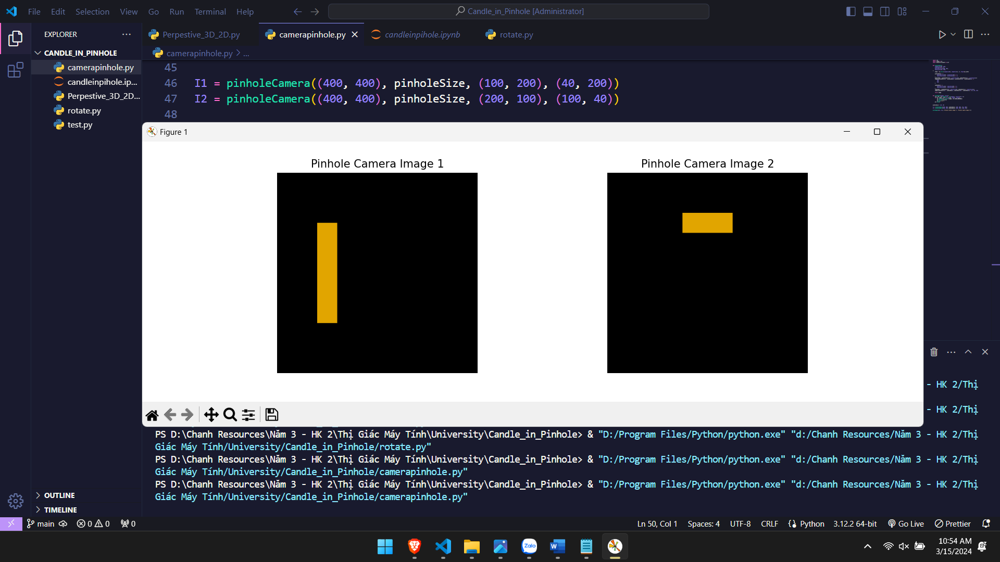 File Edit Selection View Go Run Terminal Help
Candle_in_Pinhole [Administrator]
EXPLORER
Perpestive_3D_2D.py
camerapinhole.py
candleinpihole.ipynb
rotate.py
CANDLE_IN_PINHOLE
camerapinhole.py
candleinpihole.ip...
Perpestive_3D_2D...
rotate.py
test.py
camerapinhole.py > ...
45
46 I1 = pinholeCamera((400, 400), pinholeSize, (100, 200), (40, 200))
47 I2 = pinholeCamera((400, 400), pinholeSize, (200, 100), (100, 40))
48
Figure 1
Pinhole Camera Image 1
Pinhole Camera Image 2
- HK 2/Thị
- HK 2/Thị
PS D:\Chanh Resources\Năm 3 - HK 2\Thị Giác Máy Tính\University\Candle_in_Pinhole> & "D:/Program Files/Python/python.exe" "d:/Chanh Resources/Năm 3 - HK 2/Thị
Giác Máy Tính/University/Candle_in_Pinhole/rotate.py"
PS D:\Chanh Resources\Năm 3 - HK 2\Thị Giác Máy Tính\University\Candle_in_Pinhole> & "D:/Program Files/Python/python.exe" "d:/Chanh Resources/Năm 3 - HK 2/Thị
Giác Máy Tính/University/Candle_in_Pinhole/camerapinhole.py"
PS D:\Chanh Resources\Năm 3 - HK 2\Thị Giác Máy Tính\University\Candle_in_Pinhole> & "D:/Program Files/Python/python.exe" "d:/Chanh Resources/Năm 3 - HK 2/Thị
Giác Máy Tính/University/Candle_in_Pinhole/camerapinhole.py"
OUTLINE
TIMELINE
main 0 0 0
Ln 50, Col 1 Spaces: 4 UTF-8 CRLF Python 3.12.2 64-bit Go Live Prettier
Zalo
W
10:54 AM
3/15/2024